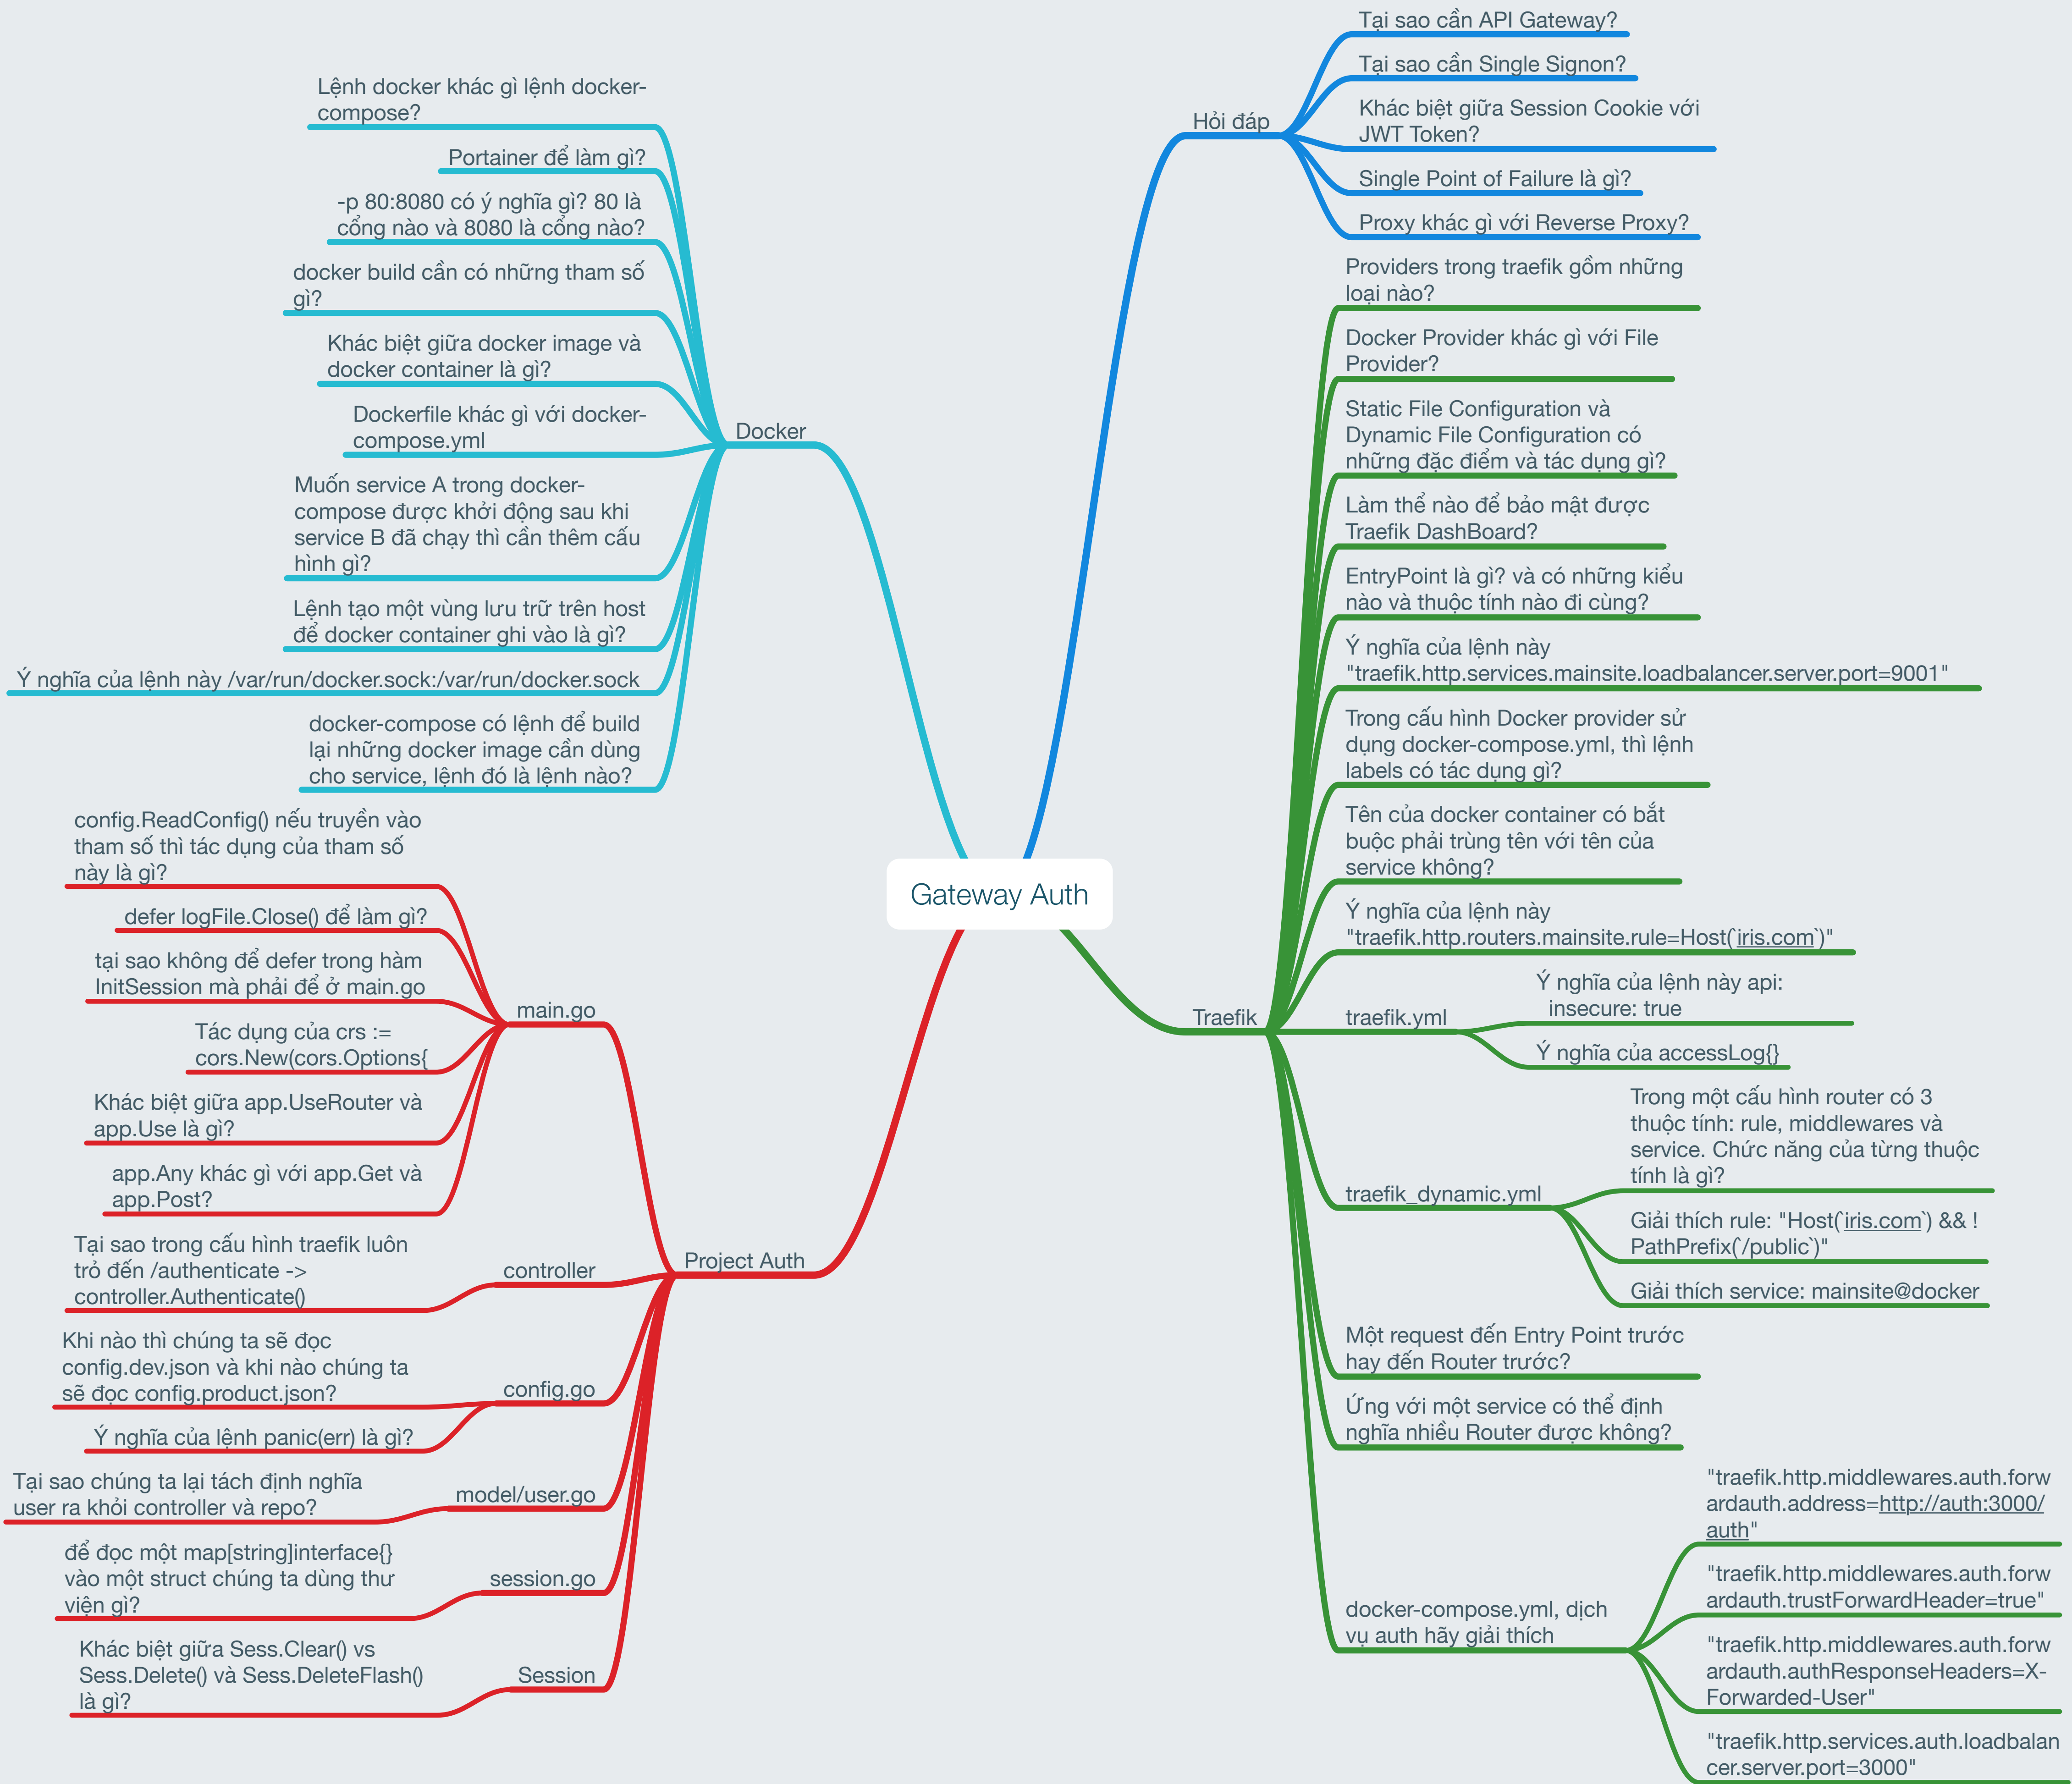 Gateway Auth
Hỏi đáp
Tại sao cần API Gateway?
Tại sao cần Single Signon?
Khác biệt giữa Session Cookie với
JWT Token?
Single Point of Failure là gì?
Proxy khác gì với Reverse Proxy?
Traefik
Providers trong traefik gồm những
loại nào?
Docker Provider khác gì với File
Provider?
Static File Configuration và
Dynamic File Configuration có
những đặc điểm và tác dụng gì?
Làm thể nào để bảo mật được
Traefik DashBoard?
EntryPoint là gì? và có những kiểu
nào và thuộc tính nào đi cùng?
Ý nghĩa của lệnh này
"traefik.http.services.mainsite.loadbalancer.server.port=9001"
Trong cấu hình Docker provider sử
dụng docker-compose.yml, thì lệnh
labels có tác dụng gì?
Tên của docker container có bắt
buộc phải trùng tên với tên của
service không?
Ý nghĩa của lệnh này
"traefik.http.routers.mainsite.rule=Host(`iris.com`)"
traefik.yml
Ý nghĩa của lệnh này api:
insecure: true
Ý nghĩa của accessLog{}
traefik_dynamic.yml
Trong một cấu hình router có 3
thuộc tính: rule, middlewares và
service. Chức năng của từng thuộc
tính là gì?
Giải thích rule: "Host(`iris.com`) && !
PathPrefix(`/public`)"
Giải thích service: mainsite@docker
Một request đến Entry Point trước
hay đến Router trước?
Ứng với một service có thể định
nghĩa nhiều Router được không?
docker-compose.yml, dịch
vụ auth hãy giải thích
"traefik.http.middlewares.auth.forw
ardauth.address=http://auth:3000/
auth"
"traefik.http.middlewares.auth.forw
ardauth.trustForwardHeader=true"
"traefik.http.middlewares.auth.forw
ardauth.authResponseHeaders=X-
Forwarded-User"
"traefik.http.services.auth.loadbalan
cer.server.port=3000"
Docker
Lệnh docker khác gì lệnh docker-
compose?
Portainer để làm gì?
-p 80:8080 có ý nghĩa gì? 80 là
cổng nào và 8080 là cổng nào?
docker build cần có những tham số
gì?
Khác biệt giữa docker image và
docker container là gì?
Dockerfile khác gì với docker-
compose.yml
Muốn service A trong docker-
compose được khởi động sau khi
service B đã chạy thì cần thêm cấu
hình gì?
Lệnh tạo một vùng lưu trữ trên host
để docker container ghi vào là gì?
Ý nghĩa của lệnh này /var/run/docker.sock:/var/run/docker.sock
docker-compose có lệnh để build
lại những docker image cần dùng
cho service, lệnh đó là lệnh nào?
Project Auth
main.go
config.ReadConfig() nếu truyền vào
tham số thì tác dụng của tham số
này là gì?
defer logFile.Close() để làm gì?
tại sao không để defer trong hàm
InitSession mà phải để ở main.go
Tác dụng của crs :=
cors.New(cors.Options{
Khác biệt giữa app.UseRouter và
app.Use là gì?
app.Any khác gì với app.Get và
app.Post?
controller
Tại sao trong cấu hình traefik luôn
trỏ đến /authenticate ->
controller.Authenticate()
config.go
Khi nào thì chúng ta sẽ đọc
config.dev.json và khi nào chúng ta
sẽ đọc config.product.json?
Ý nghĩa của lệnh panic(err) là gì?
model/user.go
Tại sao chúng ta lại tách định nghĩa
user ra khỏi controller và repo?
session.go
để đọc một map[string]interface{}
vào một struct chúng ta dùng thư
viện gì?
Session
Khác biệt giữa Sess.Clear() vs
Sess.Delete() và Sess.DeleteFlash()
là gì?